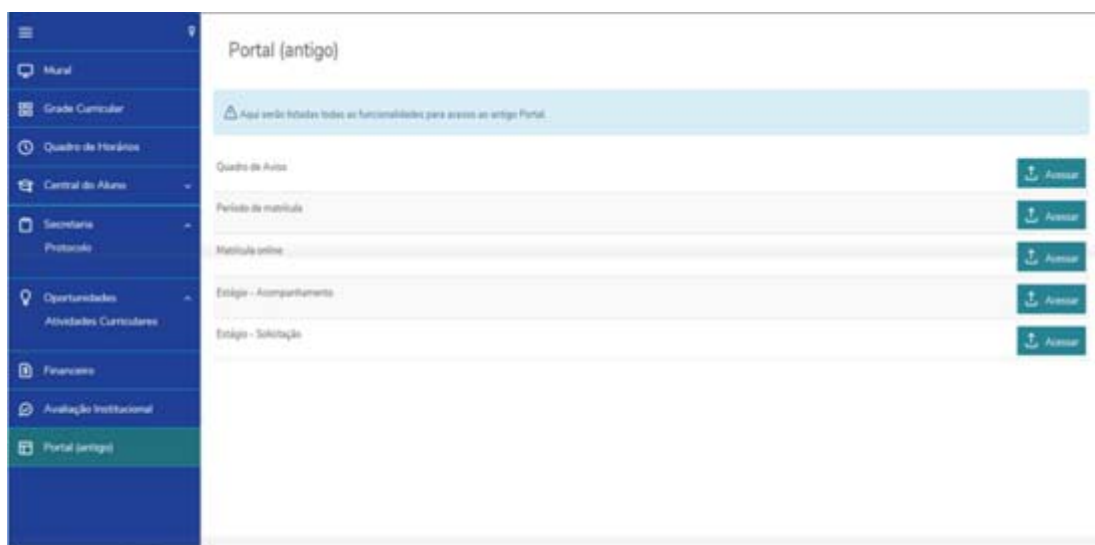 Portal (antigo)
Mural
Grade Curricular
Quadro de Horários
Central do Aluno
Secretaria
Protocolo
Oportunidades
Atividades Curriculares
Financeiro
Avaliação Institucional
Portal (antigo)
Aqui serão listadas todas as funcionalidades para acesso ao antigo Portal.
Quadro de Aviso
Acessar
Período de matrícula
Acessar
Matrícula online
Acessar
Estágio - Acompanhamento
Acessar
Estágio - Solicitação
Acessar